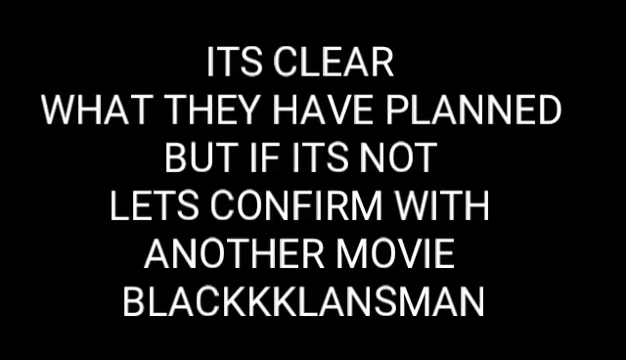 ITS CLEAR
WHAT THEY HAVE PLANNED
BUT IF ITS NOT
LETS CONFIRM WITH
ANOTHER MOVIE
BLACKKKLANSMAN